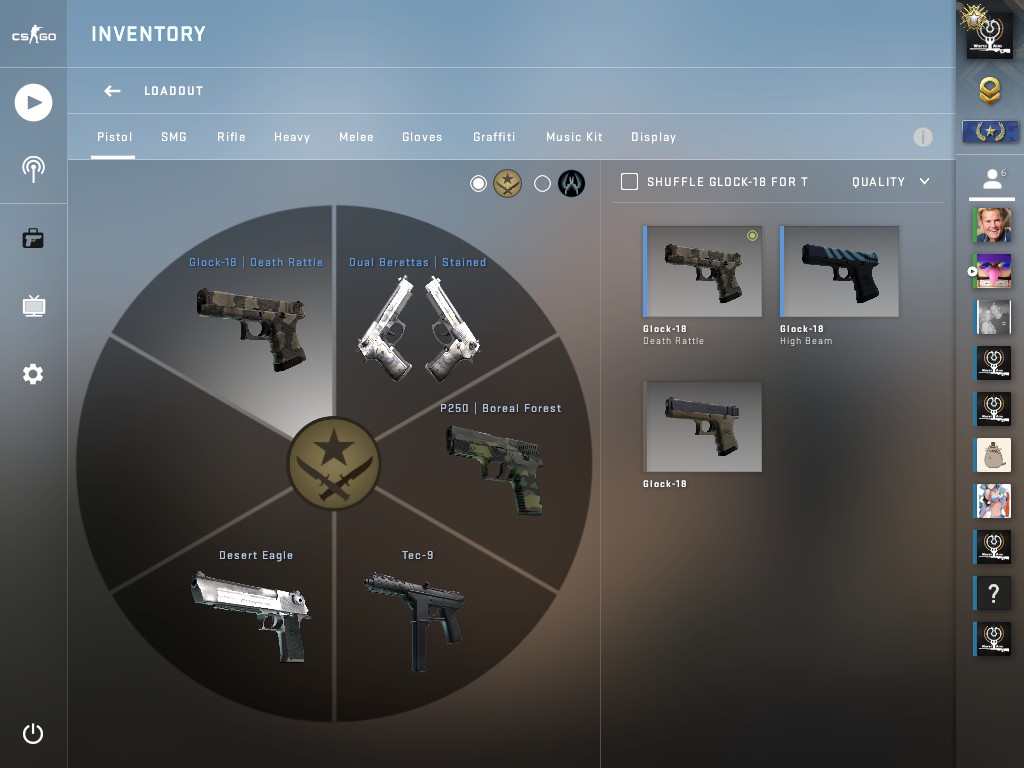 CS GO
INVENTORY
LOADOUT
Pistol SMG Rifle Heavy Melee Gloves Graffiti Music Kit Display
i
SHUFFLE GLOCK-18 FOR T QUALITY
6
Glock-18 | Death Rattle
Dual Berettas | Stained
Glock-18
Death Rattle
Glock-18
High Beam
P250 | Boreal Forest
Glock-18
Desert Eagle
Tec-9
?